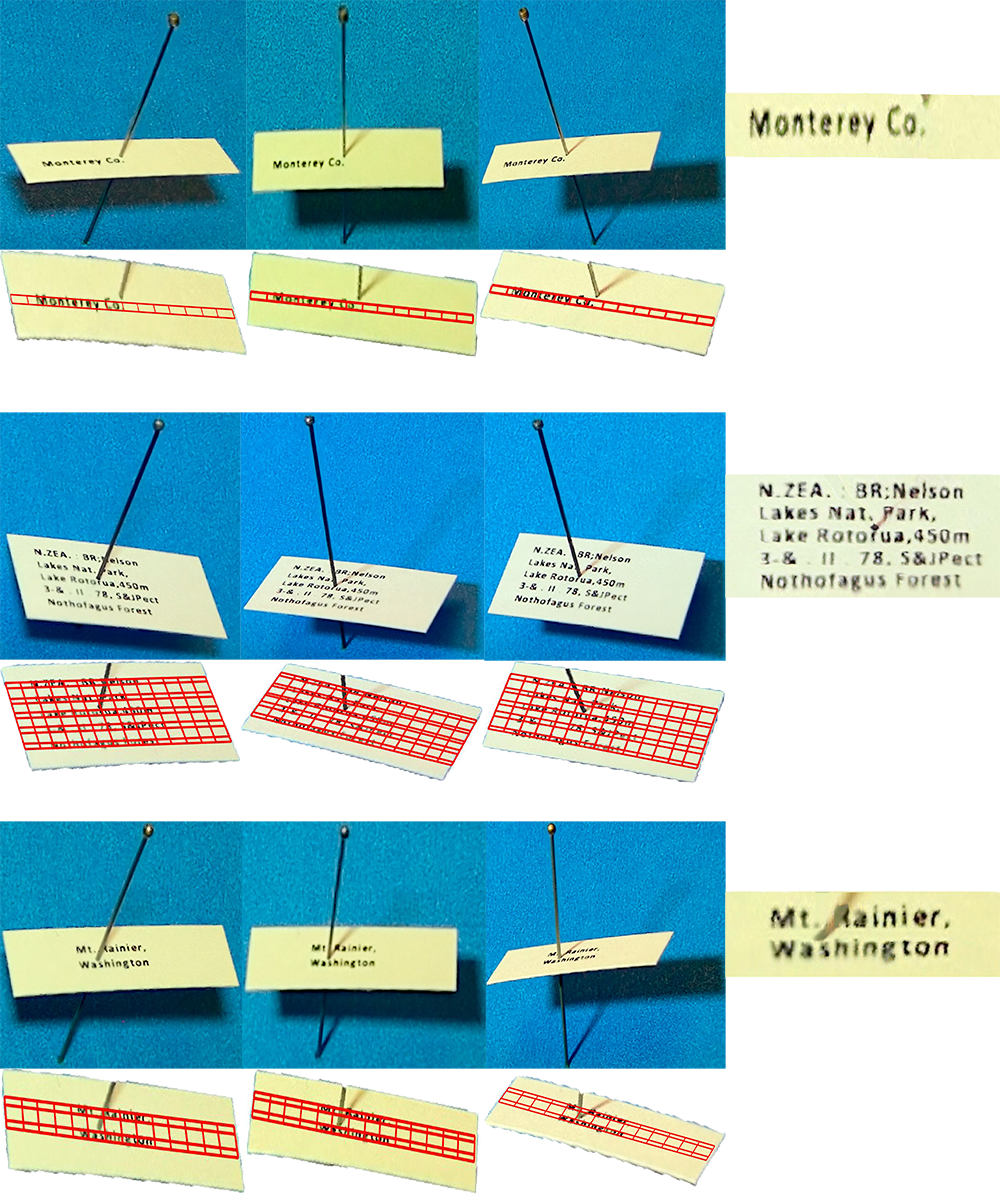 Monterey Co.
Monterey Co.
Monterey Co.
Monterey Co.
Monterey Co.
Monterey Co.
Monterey Co.
N.ZEA. : BR;Nelson
Lakes Nat. Park,
Lake Rotorua,450m
3-& . II . 78, S&JPect
Nothofagus Forest
N.ZEA. : BR;Nelson
Lakes Nat. Park,
Lake Rotorua,450m
3-& . II . 78, S&JPect
Nothofagus Forest
N.ZEA. : BR;Nelson
Lakes Nat. Park,
Lake Rotorua,450m
3-& . II . 78, S&JPect
Nothofagus Forest
N.ZEA. : BR;Nelson
Lakes Nat. Park,
Lake Rotorua,450m
3-& . II . 78, S&JPect
Nothofagus Forest
Mt. Rainier,
Washington
Mt. Rainier,
Washington
Mt. Rainier,
Washington
Mt. Rainier,
Washington
Mt. Rainier
Washington
Mt. Rainier
Washington
Mt. Rainier
Washington